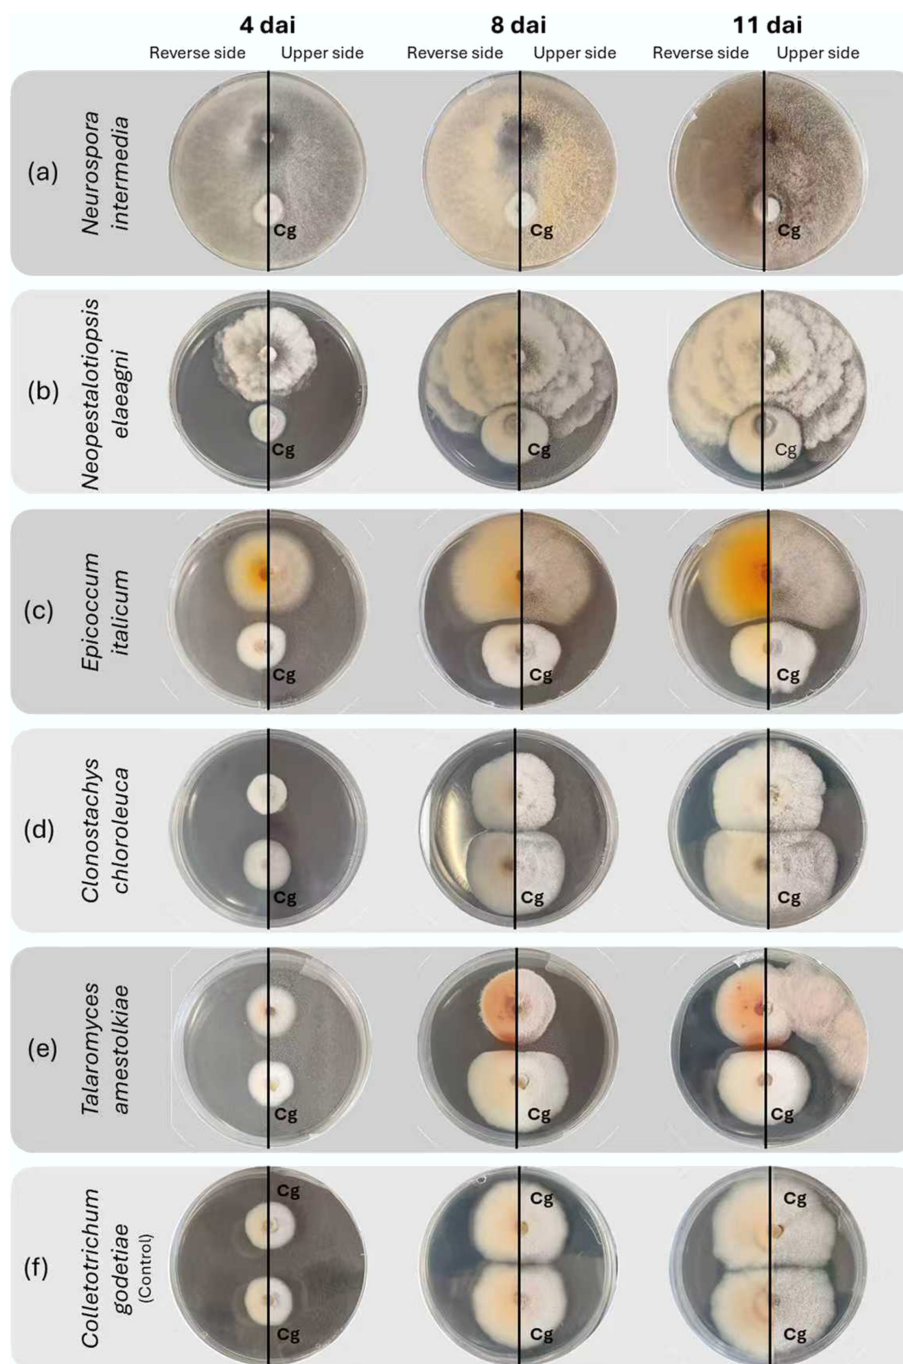 4 dai 8 dai 11 dai
Reverse side Upper side Reverse side Upper side Reverse side Upper side
(a) Neurospora
intermedia
Cg Cg Cg
(b) Neopestalotiopsis
elaeagni
Cg Cg Cg
(c) Epicoccum
italicum
Cg Cg Cg
(d) Clonostachys
chloroleuca
Cg Cg Cg
(e) Talaromyces
amestolkiae
Cg Cg Cg
(f) Colletotrichum
godetiae
(Control)
Cg Cg Cg
Cg Cg Cg